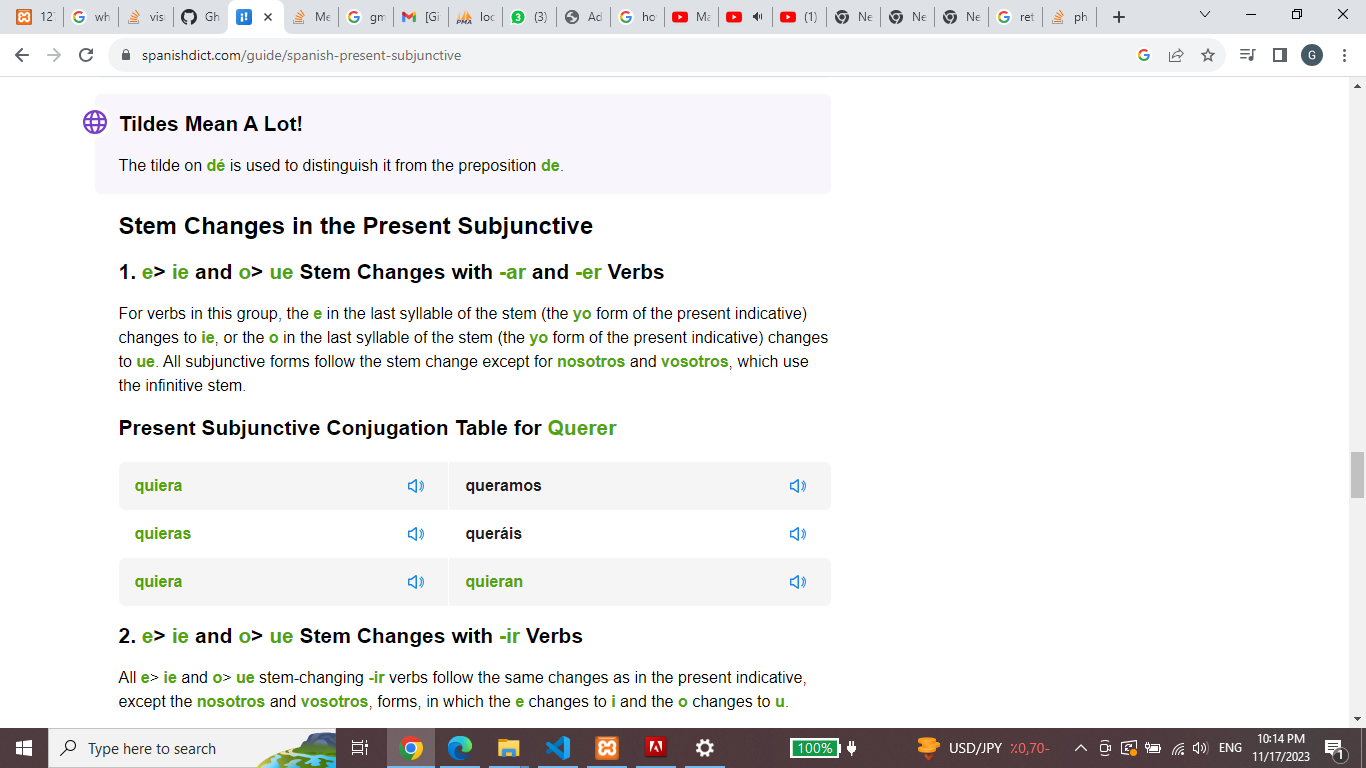 12
wh
vis
Gh
Me
gm
[Gi
loc
(3)
Ad
ho
Ma
(1)
Ne
Ne
Ne
ret
ph
spanishdict.com/guide/spanish-present-subjunctive
G
Tildes Mean A Lot!
The tilde on dé is used to distinguish it from the preposition de.
Stem Changes in the Present Subjunctive
1. e> ie and o> ue Stem Changes with -ar and -er Verbs
For verbs in this group, the e in the last syllable of the stem (the yo form of the present indicative)
changes to ie, or the o in the last syllable of the stem (the yo form of the present indicative) changes
to ue. All subjunctive forms follow the stem change except for nosotros and vosotros, which use
the infinitive stem.
Present Subjunctive Conjugation Table for Querer
quiera queramos
quieras queráis
quiera quieran
2. e> ie and o> ue Stem Changes with -ir Verbs
All e> ie and o> ue stem-changing -ir verbs follow the same changes as in the present indicative,
except the nosotros and vosotros, forms, in which the e changes to i and the o changes to u.
Type here to search
100%
USD/JPY ٪0,70-
ENG
10:14 PM
11/17/2023
1